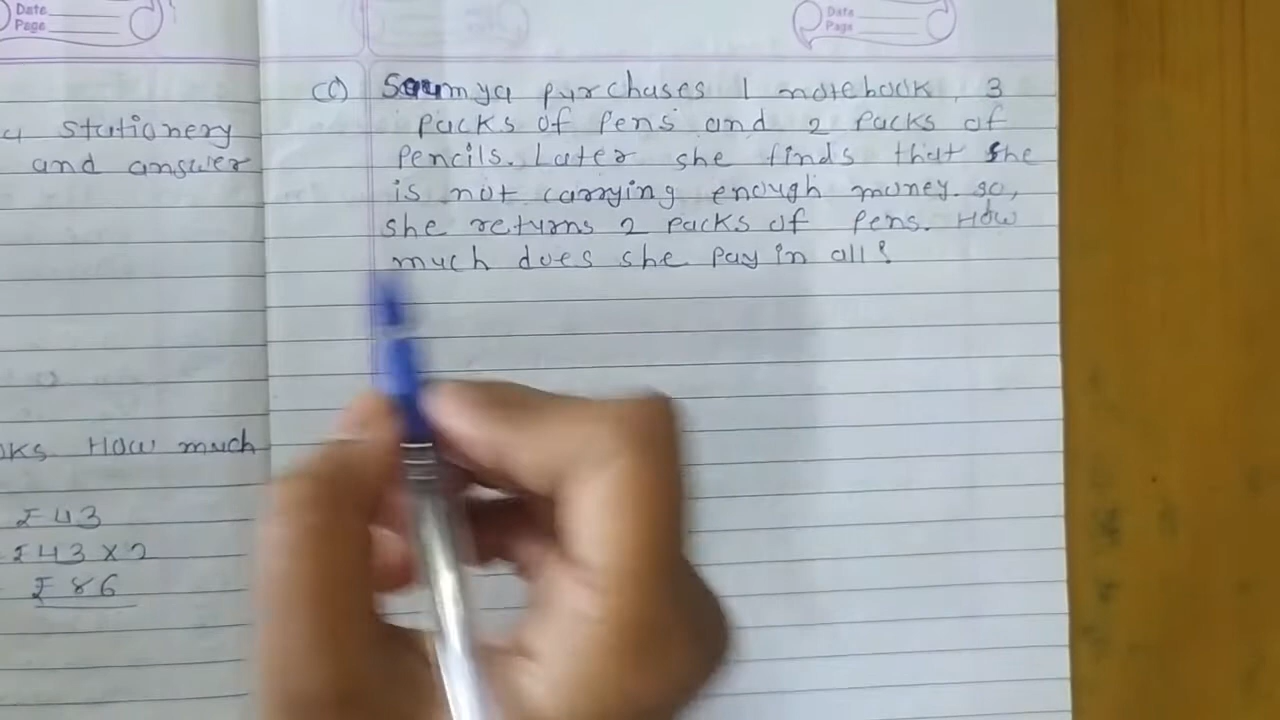 Date
Page
Date
Page
stationery
and answer
oks How much
₹ 43
₹ 43 x 2
₹ 86
(c) Saumya purchases 1 notebook, 3
packs of pens and 2 packs of
pencils. Later she finds that she
is not carrying enough money. so,
she returns 2 packs of pens. How
much does she pay in all?